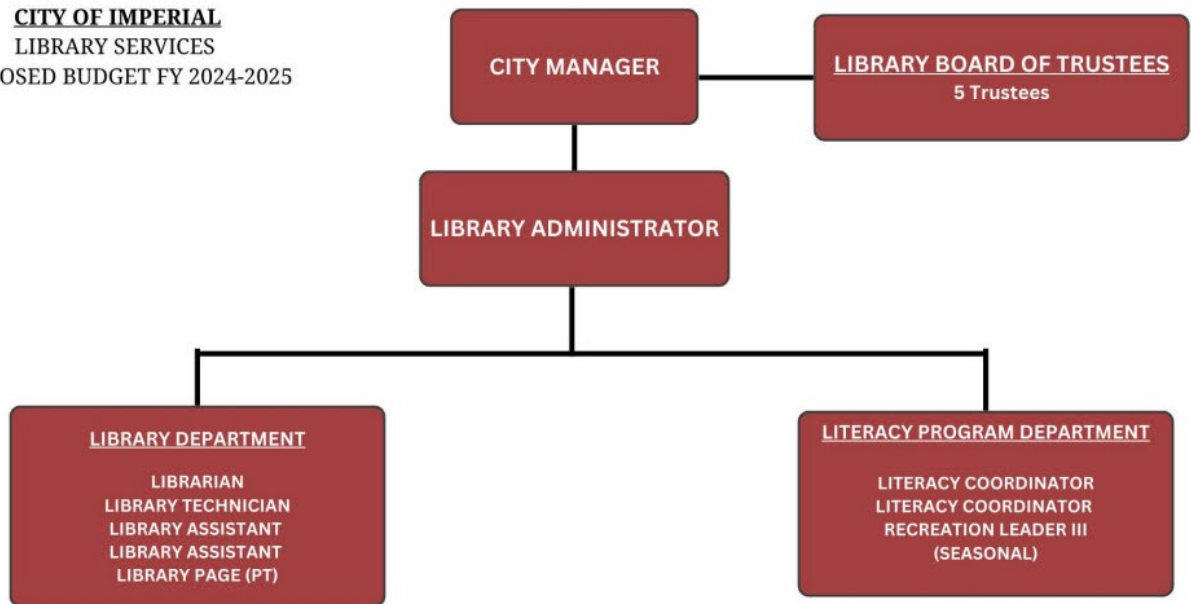 CITY OF IMPERIAL
LIBRARY SERVICES
OSED BUDGET FY 2024-2025
CITY MANAGER
LIBRARY BOARD OF TRUSTEES
5 Trustees
LIBRARY ADMINISTRATOR
LIBRARY DEPARTMENT
LIBRARIAN
LIBRARY TECHNICIAN
LIBRARY ASSISTANT
LIBRARY ASSISTANT
LIBRARY PAGE (PT)
LITERACY PROGRAM DEPARTMENT
LITERACY COORDINATOR
LITERACY COORDINATOR
RECREATION LEADER III
(SEASONAL)